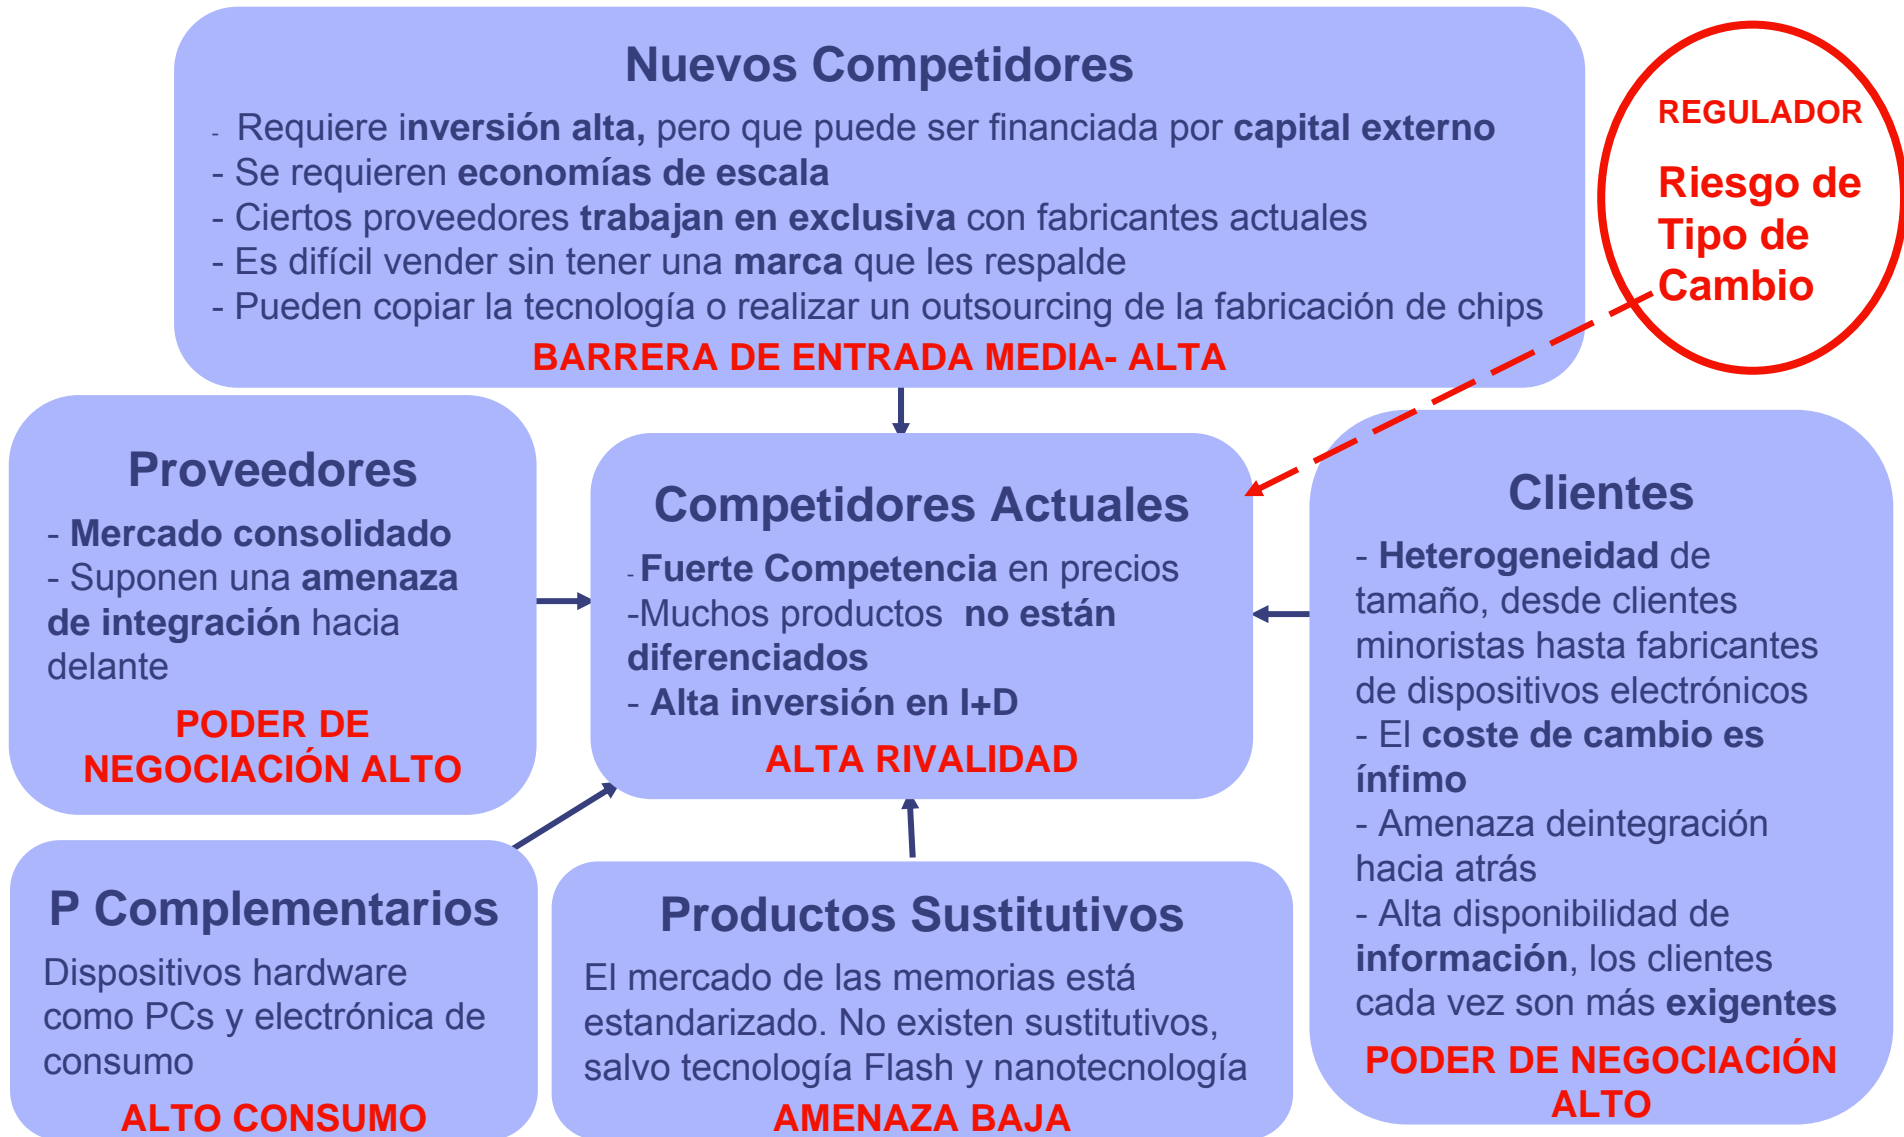 Nuevos Competidores
- Requiere inversión alta, pero que puede ser financiada por capital externo
- Se requieren economías de escala
- Ciertos proveedores trabajan en exclusiva con fabricantes actuales
- Es difícil vender sin tener una marca que les respalde
- Pueden copiar la tecnología o realizar un outsourcing de la fabricación de chips
BARRERA DE ENTRADA MEDIA- ALTA
REGULADOR
Riesgo de
Tipo de
Cambio
Proveedores
- Mercado consolidado
- Suponen una amenaza
de integración hacia
delante
PODER DE
NEGOCIACIÓN ALTO
Competidores Actuales
- Fuerte Competencia en precios
-Muchos productos no están
diferenciados
- Alta inversión en I+D
ALTA RIVALIDAD
Clientes
- Heterogeneidad de
tamaño, desde clientes
minoristas hasta fabricantes
de dispositivos electrónicos
- El coste de cambio es
ínfimo
- Amenaza deintegración
hacia atrás
- Alta disponibilidad de
información, los clientes
cada vez son más exigentes
PODER DE NEGOCIACIÓN
ALTO
P Complementarios
Dispositivos hardware
como PCs y electrónica de
consumo
ALTO CONSUMO
Productos Sustitutivos
El mercado de las memorias está
estandarizado. No existen sustitutivos,
salvo tecnología Flash y nanotecnología
AMENAZA BAJA